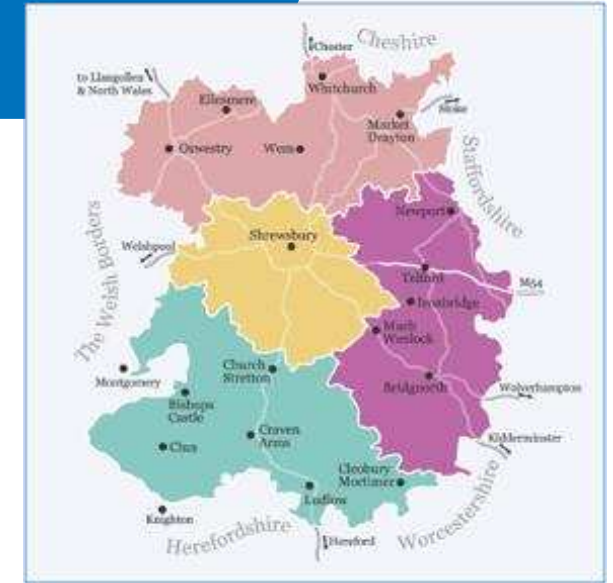 Chester
Cheshire
to Llangollen
& North Wales
Whitchurch
Ellesmere
Stoke
Market
Drayton
Oswestry
Wem
Staffordshire
Newport
Shrewsbury
Welshpool
The Welsh Borders
Telford
M54
Ironbridge
Much
Wenlock
Church
Stretton
Montgomery
Bridgnorth
Wolverhampton
Bishops
Castle
Craven
Arms
Clun
Kidderminster
Cleobury
Mortimer
Ludlow
Knighton
Herefordshire
Hereford
Worcestershire